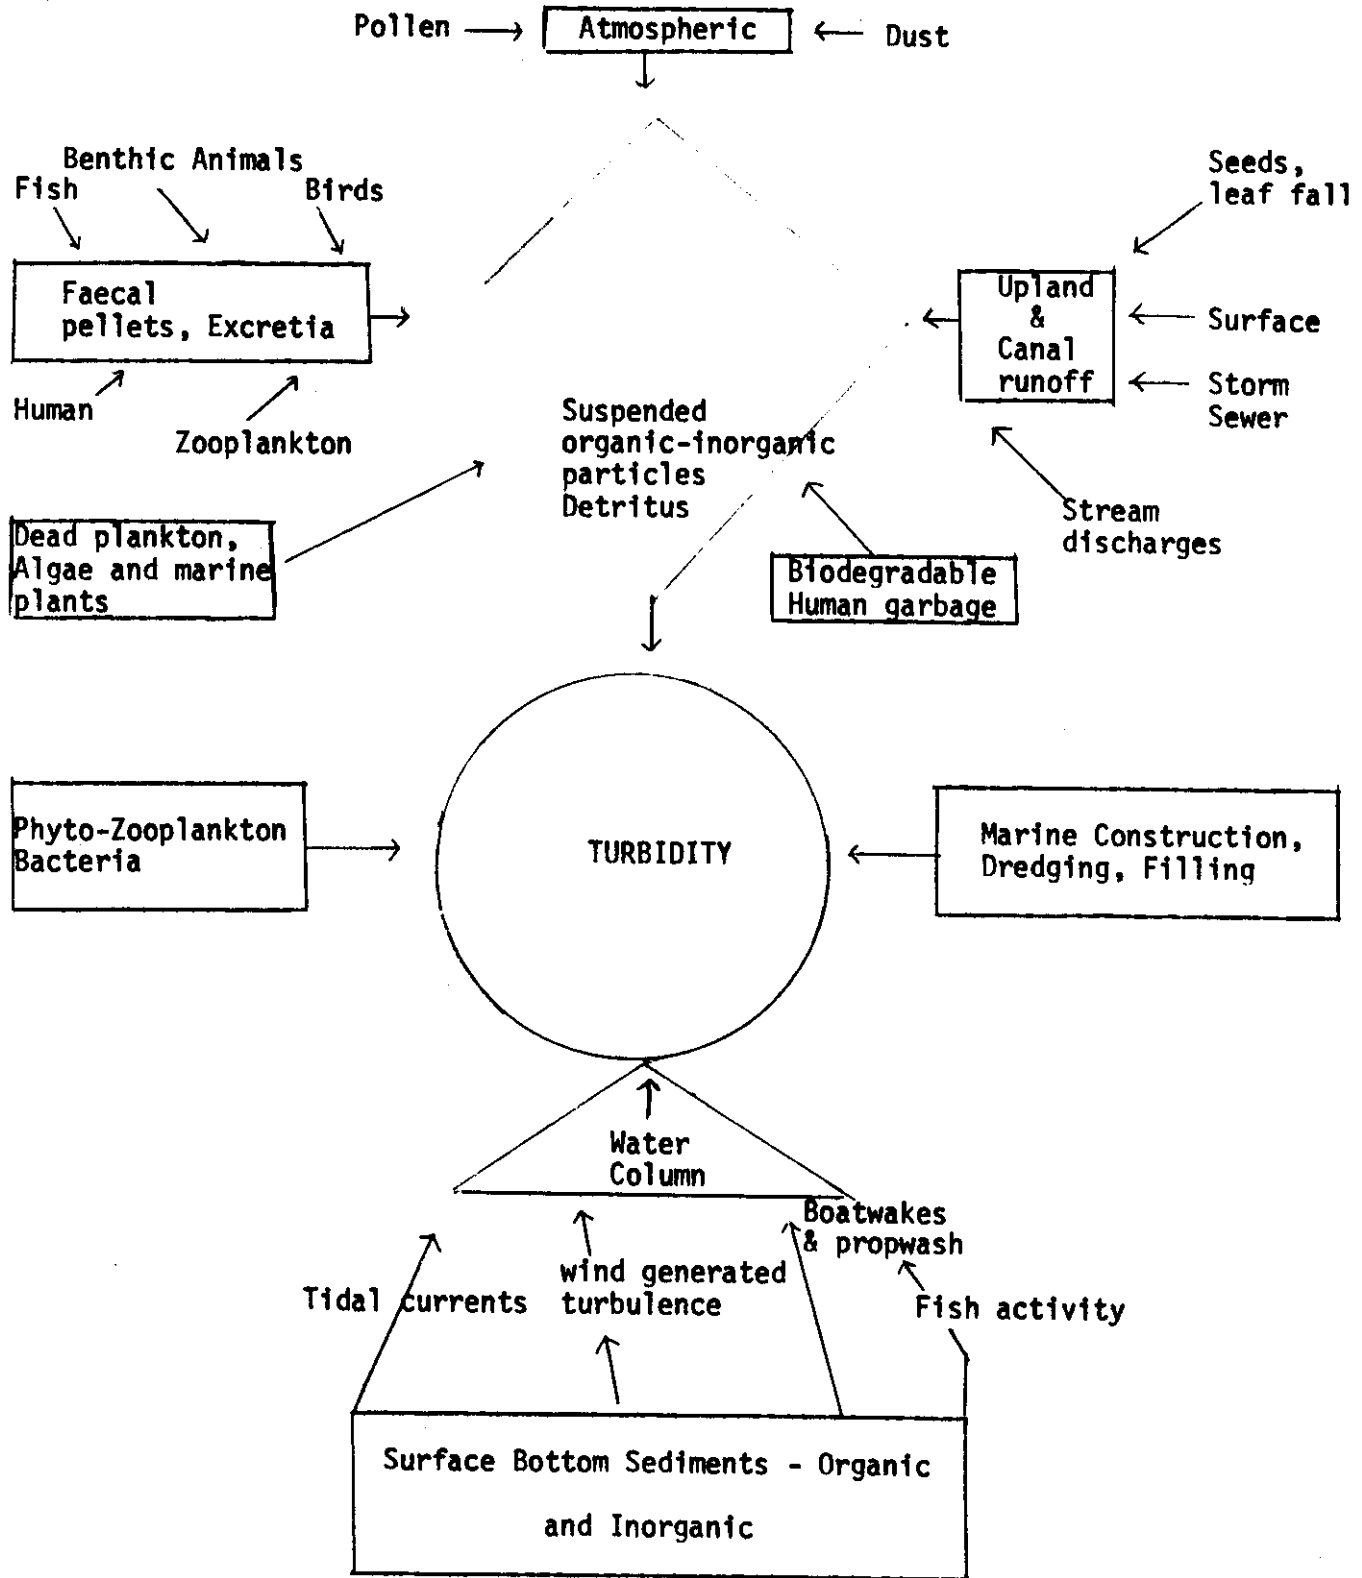 Pollen
Atmospheric
Dust
Benthic Animals
Fish
Birds
Seeds,
leaf fall
Faecal
pellets, Excretia
Upland
&
Canal
runoff
Surface
Storm
Sewer
Human
Zooplankton
Suspended
organic-inorganic
particles
Detritus
Stream
discharges
Dead plankton,
Algae and marine
plants
Biodegradable
Human garbage
Phyto-Zooplankton
Bacteria
TURBIDITY
Marine Construction,
Dredging, Filling
Water
Column
Boatwakes
& propwash
Tidal currents
wind generated
turbulence
Fish activity
Surface Bottom Sediments - Organic
and Inorganic